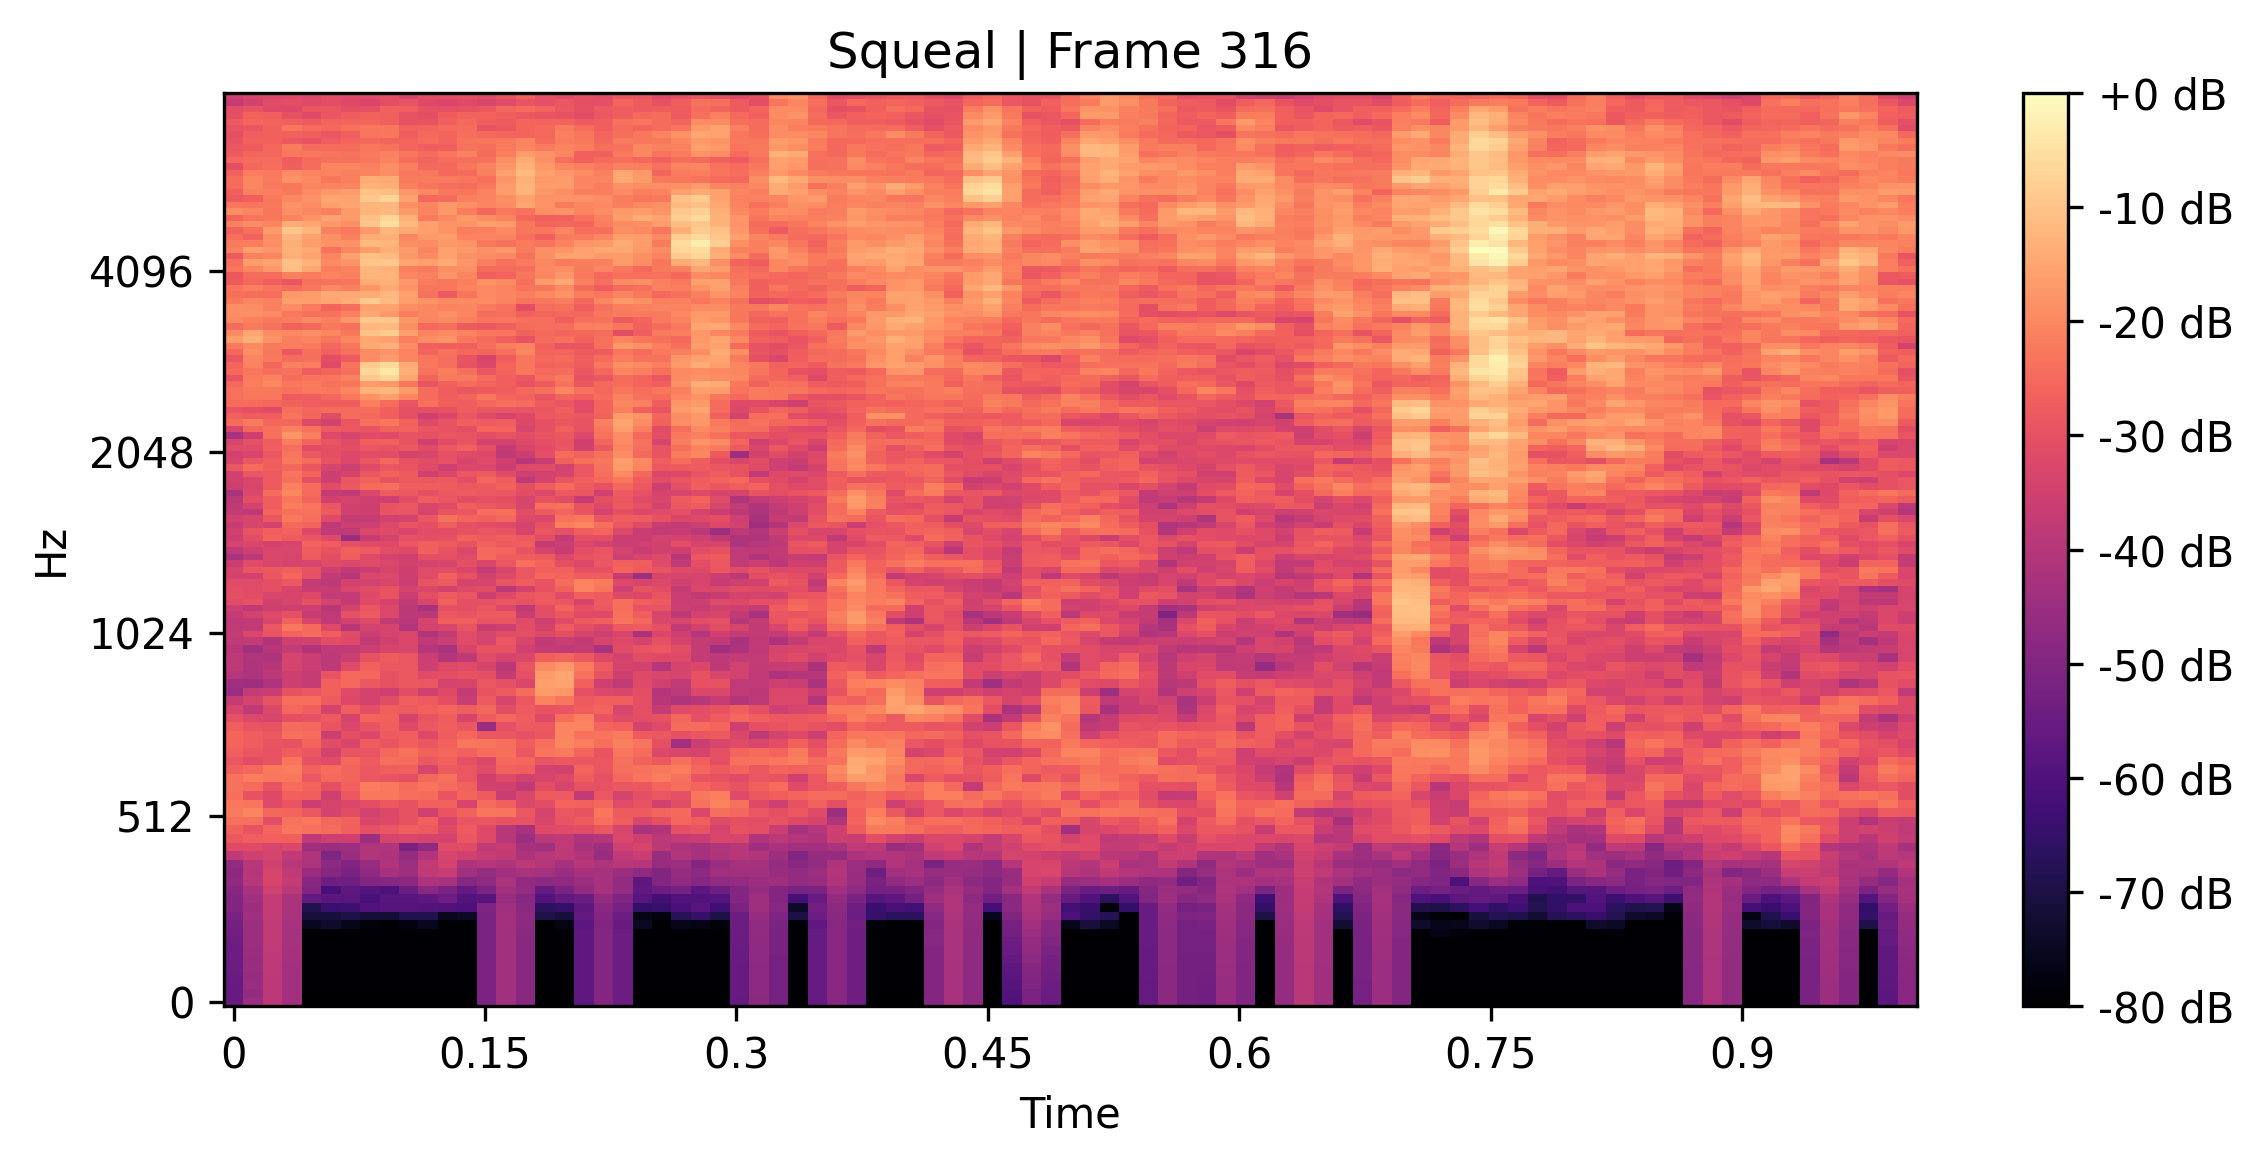 Squeal | Frame 316
Hz
4096
2048
1024
512
0
0 0.15 0.3 0.45 0.6 0.75 0.9
Time
+0 dB
-10 dB
-20 dB
-30 dB
-40 dB
-50 dB
-60 dB
-70 dB
-80 dB